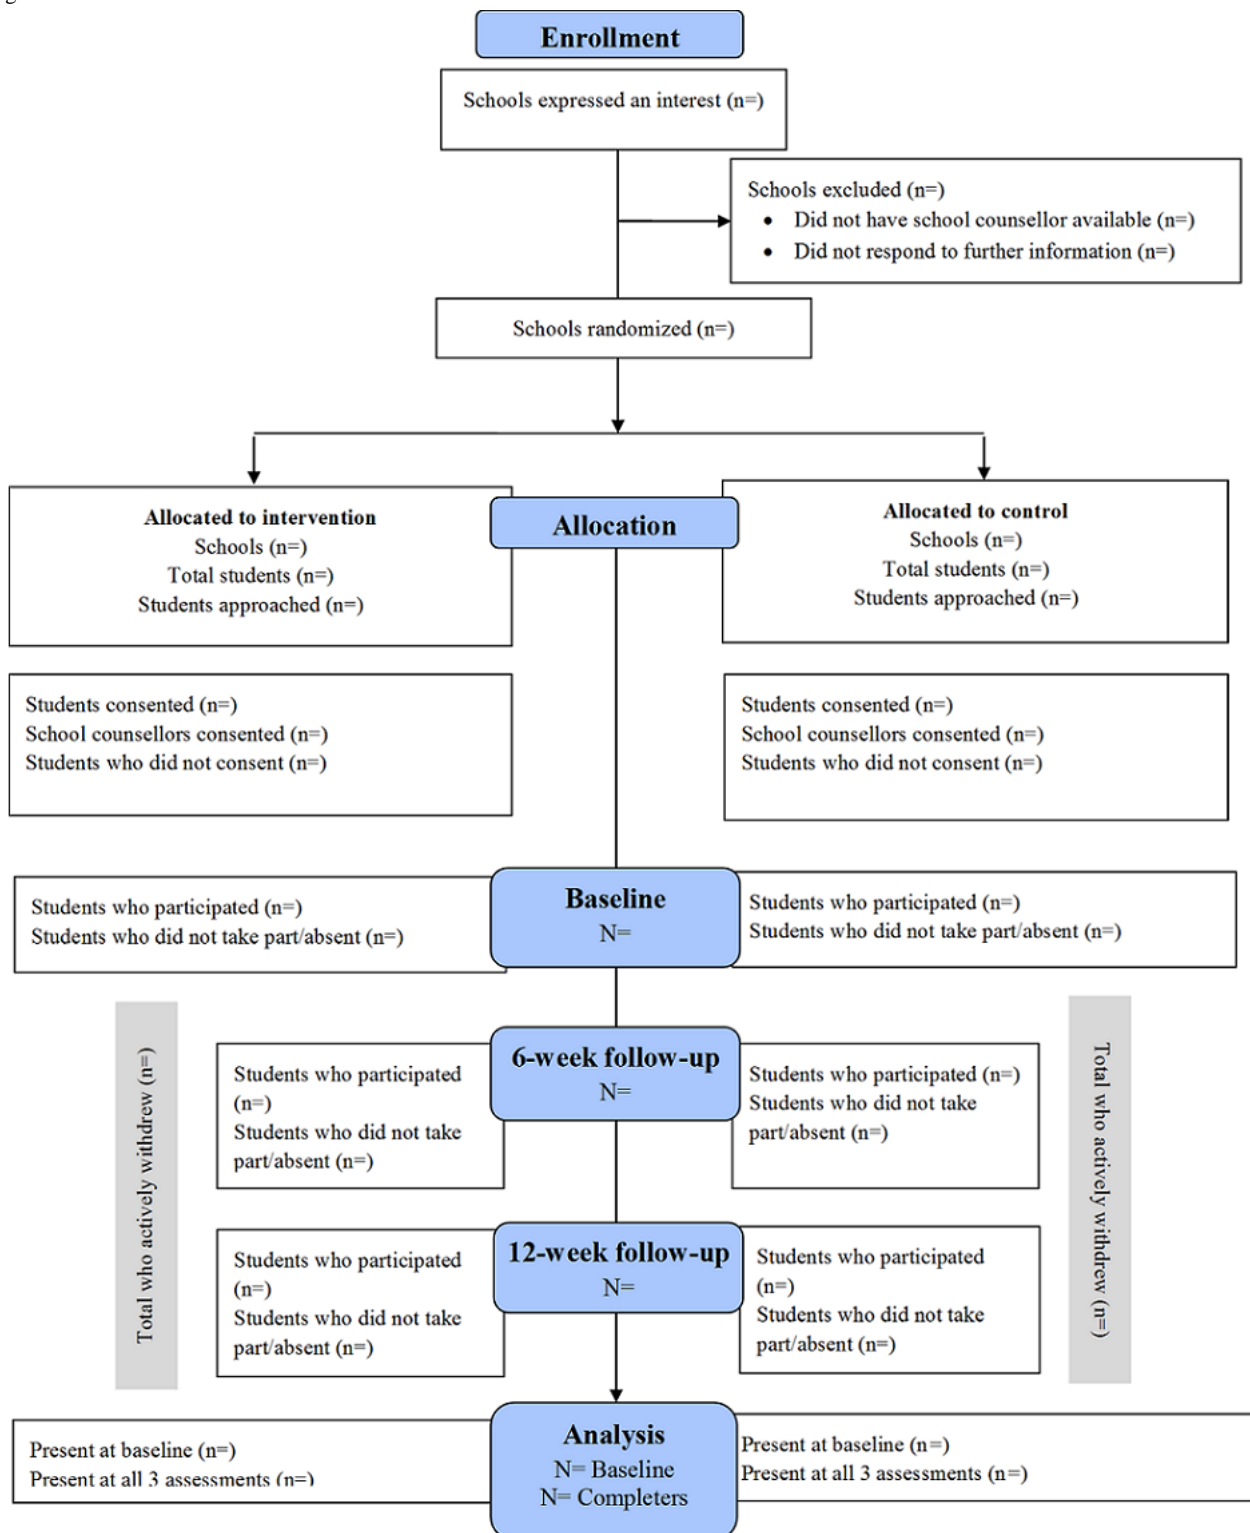 Enrollment
Schools expressed an interest (n=)
Schools excluded (n=)
• Did not have school counsellor available (n=)
• Did not respond to further information (n=)
Schools randomized (n=)
Allocated to intervention
Schools (n=)
Total students (n=)
Students approached (n=)
Allocation
Allocated to control
Schools (n=)
Total students (n=)
Students approached (n=)
Students consented (n=)
School counsellors consented (n=)
Students who did not consent (n=)
Students consented (n=)
School counsellors consented (n=)
Students who did not consent (n=)
Students who participated (n=)
Students who did not take part/absent (n=)
Baseline
N=
Students who participated (n=)
Students who did not take part/absent (n=)
Total who actively withdrew (n=)
Students who participated
(n=)
Students who did not take
part/absent (n=)
6-week follow-up
N=
Students who participated (n=)
Students who did not take
part/absent (n=)
Total who actively withdrew (n=)
Students who participated
(n=)
Students who did not take
part/absent (n=)
12-week follow-up
N=
Students who participated
(n=)
Students who did not take
part/absent (n=)
Present at baseline (n=)
Present at all 3 assessments (n=)
Analysis
N= Baseline
N= Completers
Present at baseline (n=)
Present at all 3 assessments (n=)